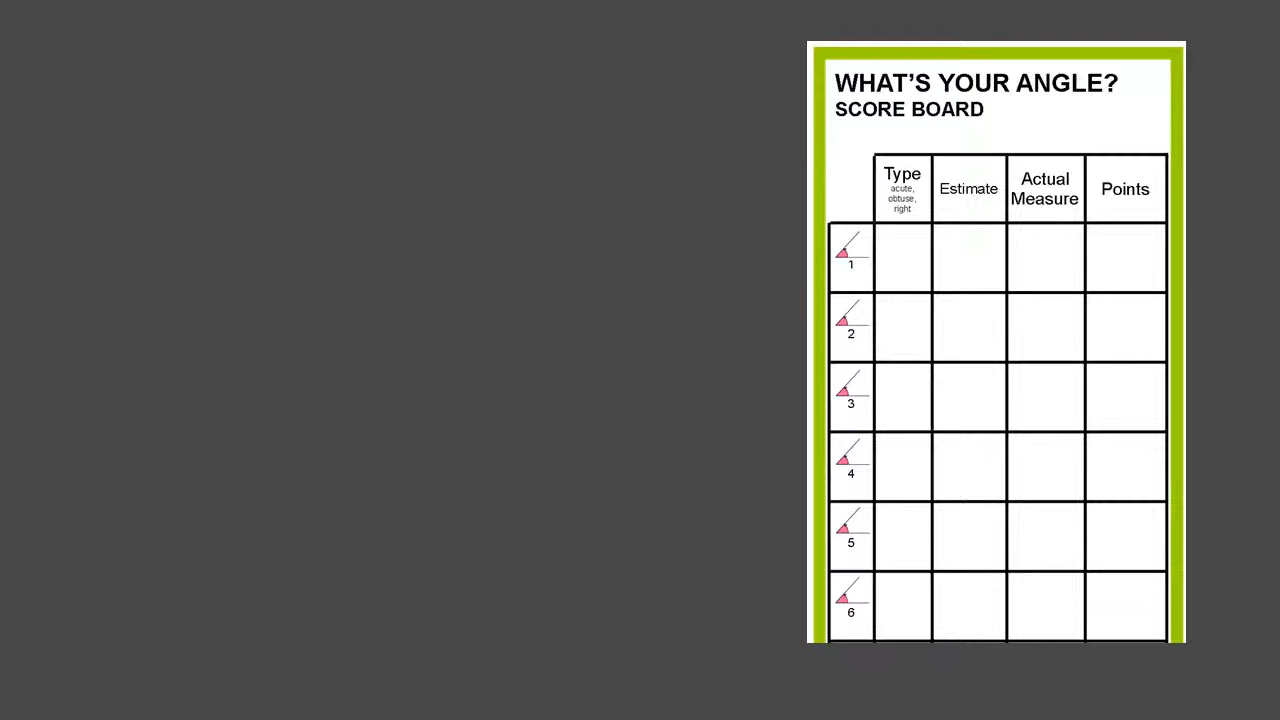 WHAT'S YOUR ANGLE?
SCORE BOARD
Type
acute,
obtuse,
right
Estimate
Actual
Measure
Points
1
2
3
4
5
6